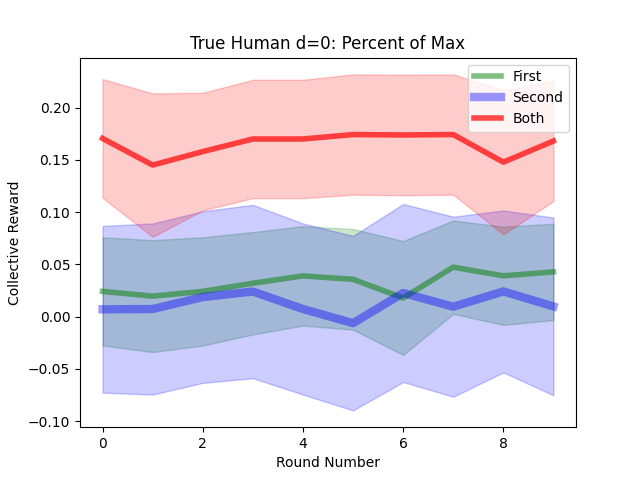 True Human d=0: Percent of Max
First
Second
Both
Collective Reward
0.20
0.15
0.10
0.05
0.00
−0.05
−0.10
0 2 4 6 8
Round Number